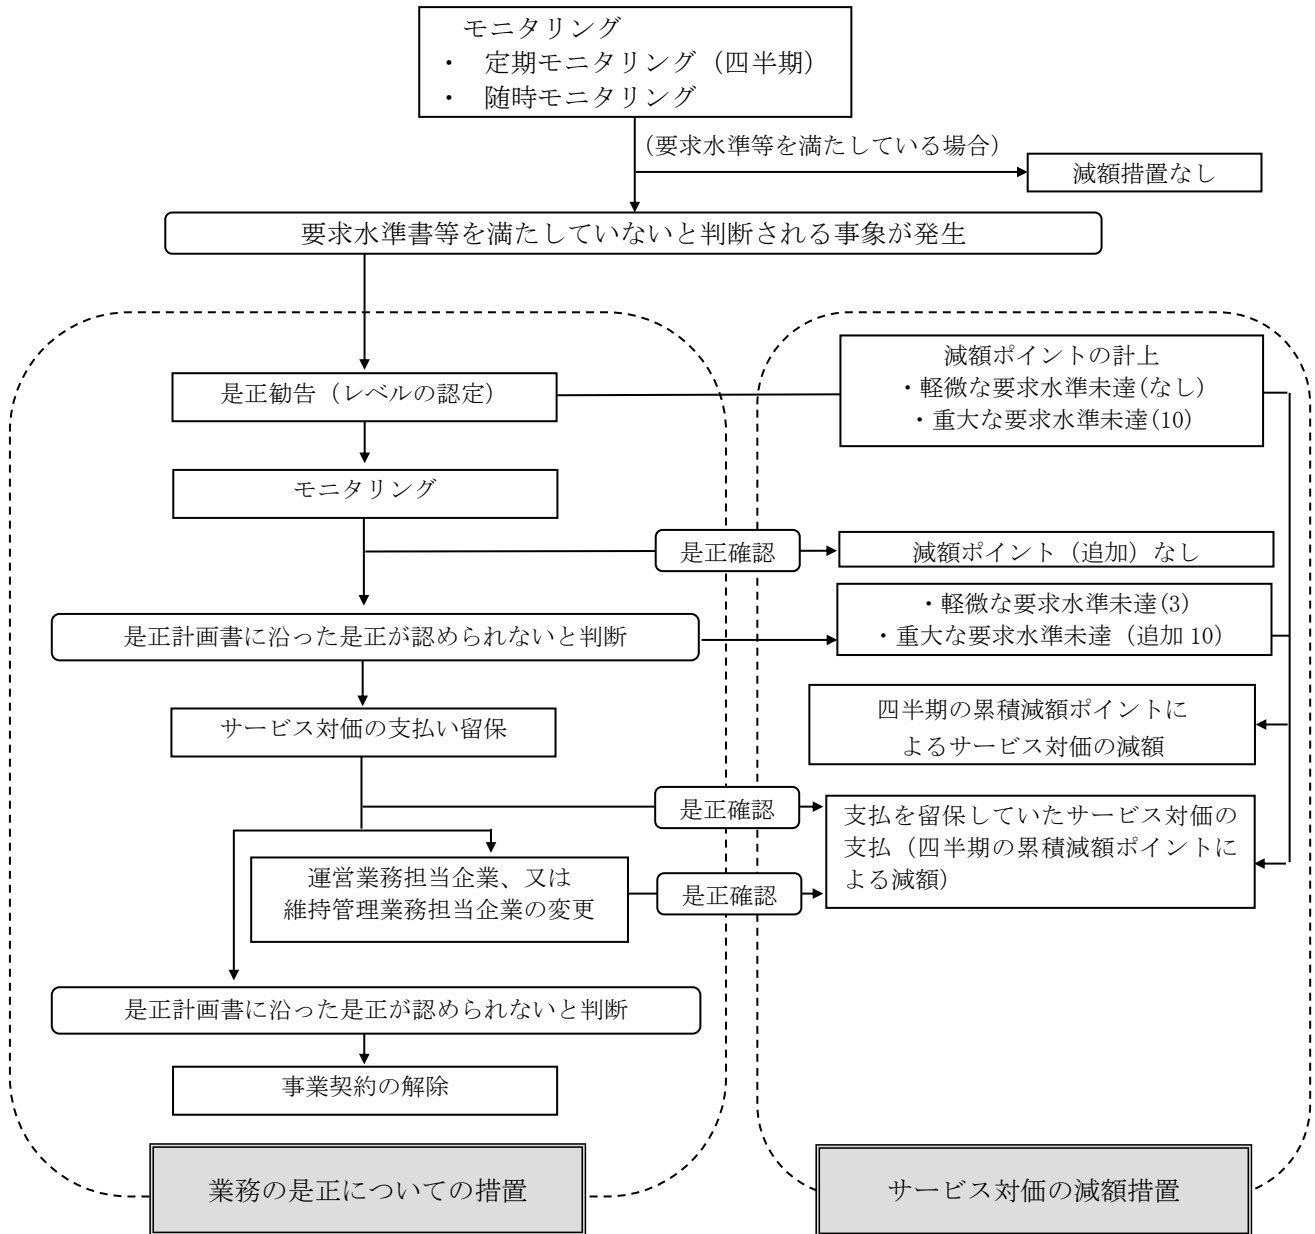 モニタリング
・ 定期モニタリング（四半期）
・ 随時モニタリング
（要求水準等を満たしている場合）
減額措置なし
要求水準書等を満たしていないと判断される事象が発生
減額ポイントの計上
・軽微な要求水準未達(なし)
・重大な要求水準未達(10)
是正勧告（レベルの認定）
モニタリング
是正確認
減額ポイント（追加）なし
・軽微な要求水準未達(3)
・重大な要求水準未達（追加 10）
是正計画書に沿った是正が認められないと判断
四半期の累積減額ポイントに
よるサービス対価の減額
サービス対価の支払い留保
是正確認
支払を留保していたサービス対価の
支払（四半期の累積減額ポイントに
よる減額）
運営業務担当企業、又は
維持管理業務担当企業の変更
是正確認
是正計画書に沿った是正が認められないと判断
事業契約の解除
業務の是正についての措置
サービス対価の減額措置